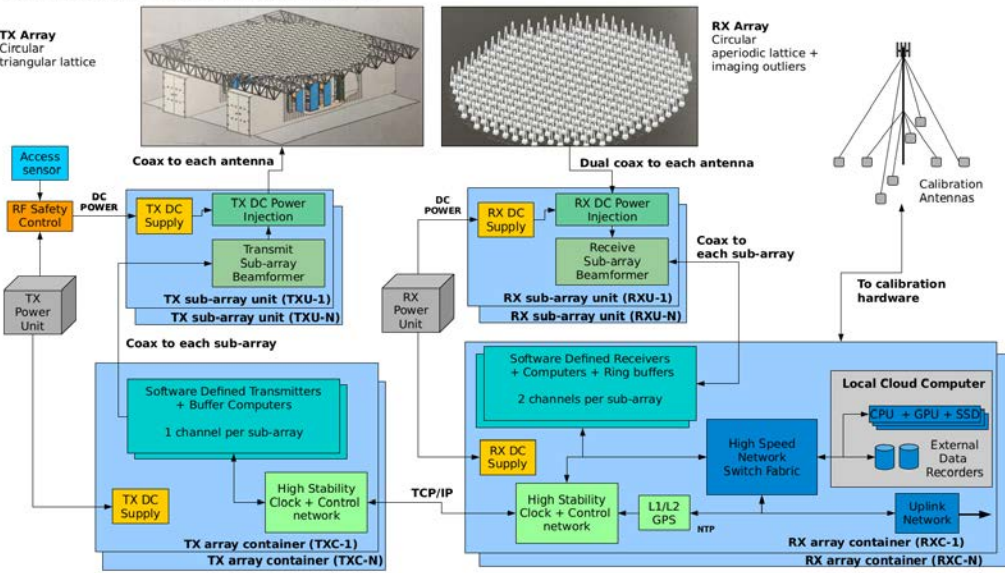 TX Array
Circular
triangular lattice
RX Array
Circular
aperiodic lattice +
imaging outliers
Coax to each antenna
Dual coax to each antenna
Calibration
Antennas
Access
sensor
RF Safety
Control
DC
POWER
TX DC
Supply
TX DC Power
Injection
Transmit
Sub-array
Beamformer
TX sub-array unit (TXU-1)
TX sub-array unit (TXU-N)
TX
Power
Unit
DC
POWER
RX DC
Supply
RX DC Power
Injection
Receive
Sub-array
Beamformer
RX sub-array unit (RXU-1)
RX sub-array unit (RXU-N)
RX
Power
Unit
Coax to
each sub-array
To calibration
hardware
Coax to each sub-array
Software Defined Transmitters
+ Buffer Computers
1 channel per sub-array
TX DC
Supply
High Stability
Clock + Control
network
TX array container (TXC-1)
TX array container (TXC-N)
TCP/IP
Software Defined Receivers
+ Computers + Ring buffers
2 channels per sub-array
RX DC
Supply
High Stability
Clock + Control
network
L1/L2
GPS
NTP
High Speed
Network
Switch Fabric
Local Cloud Computer
CPU + GPU + SSD
External
Data
Recorders
Uplink
Network
RX array container (RXC-1)
RX array container (RXC-N)